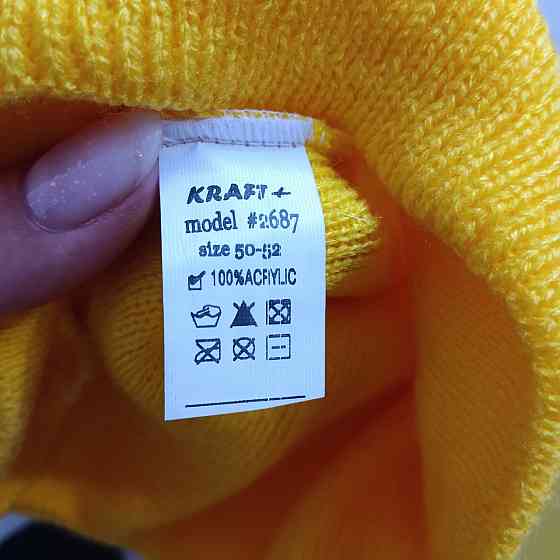 KRAFT+
model #2687
size 50-52
100%ACRYLIC